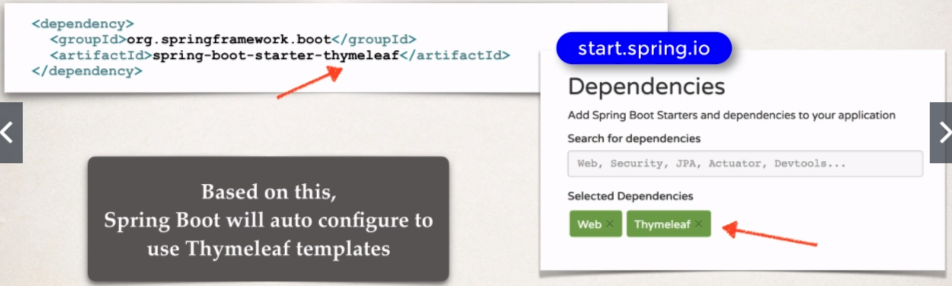 <dependency>
<groupId>org.springframework.boot</groupId>
<artifactId>spring-boot-starter-thymeleaf</artifactId>
</dependency>
start.spring.io
Dependencies
Add Spring Boot Starters and dependencies to your application
Search for dependencies
Web, Security, JPA, Actuator, Devtools...
Selected Dependencies
Web × Thymeleaf ×
Based on this,
Spring Boot will auto configure to
use Thymeleaf templates